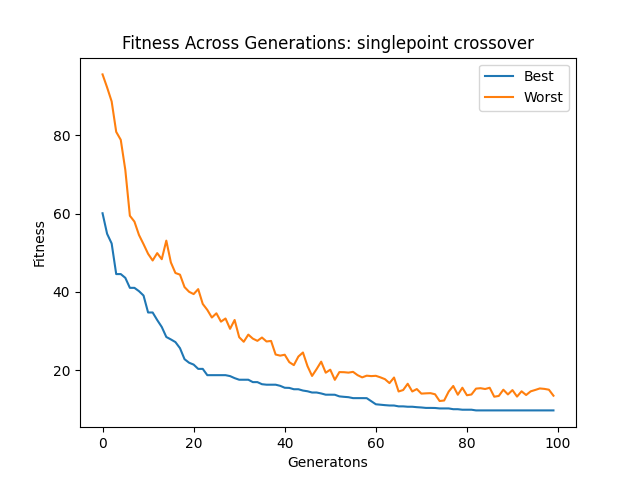 Fitness Across Generations: singlepoint crossover
Best
Worst
Fitness
80
60
40
20
0 20 40 60 80 100
Generatons